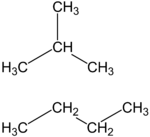 CH₃
CH
H₃C CH₃
CH₂ CH₃
H₃C CH₂